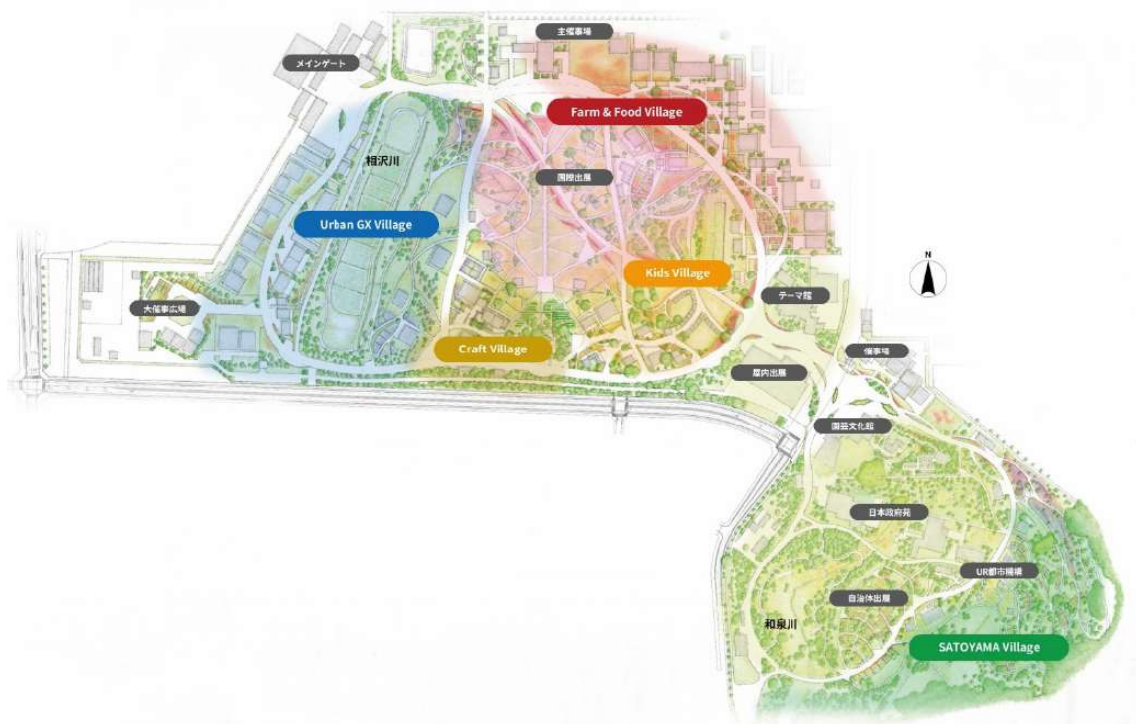 主催事場
メインゲート
Farm & Food Village
相沢川
国際出展
Urban GX Village
Kids Village
N
テーマ館
大催事広場
Craft Village
催事場
屋内出展
園芸文化館
日本政府苑
UR都市機構
自治体出展
和泉川
SATOYAMA Village